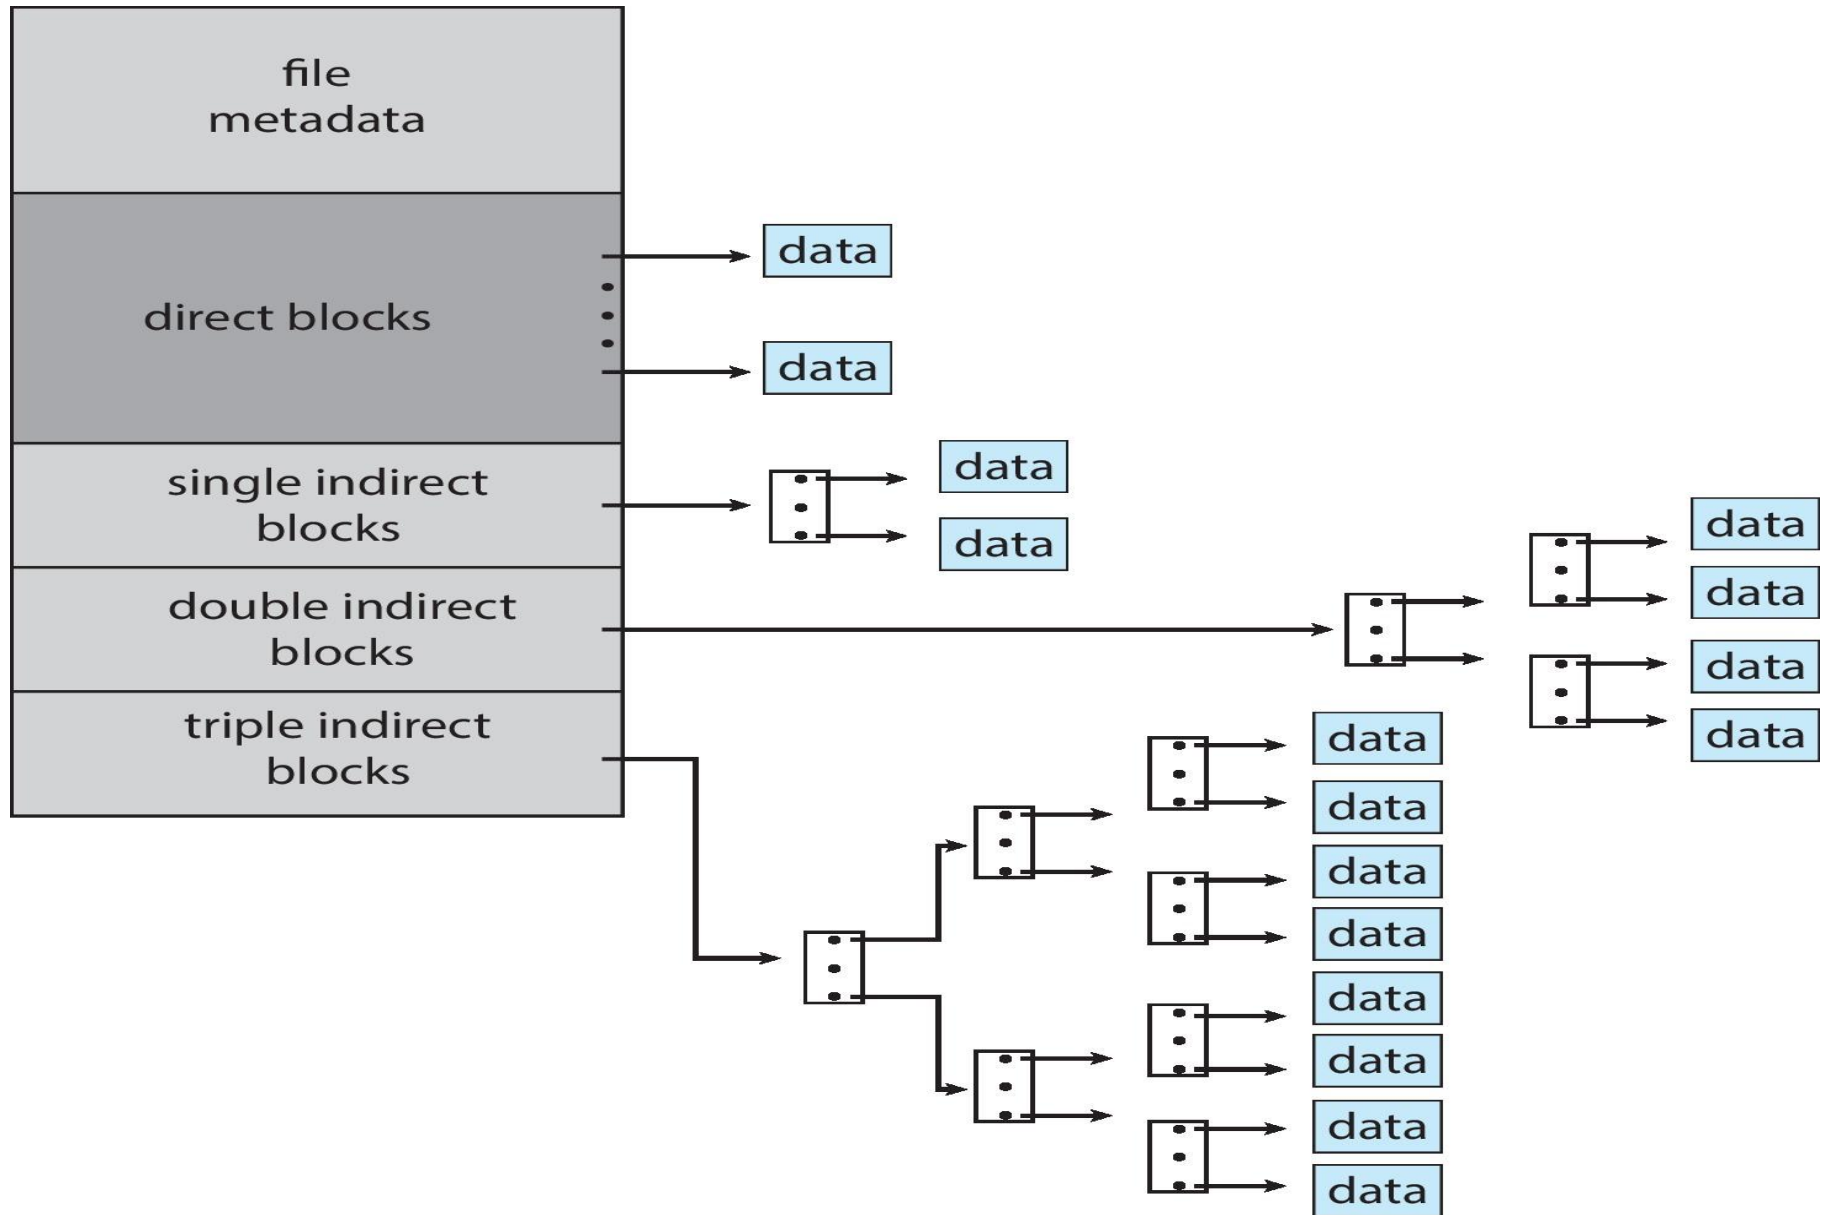 file
metadata
direct blocks
data
data
single indirect
blocks
data
data
double indirect
blocks
data
data
data
data
triple indirect
blocks
data
data
data
data
data
data
data
data